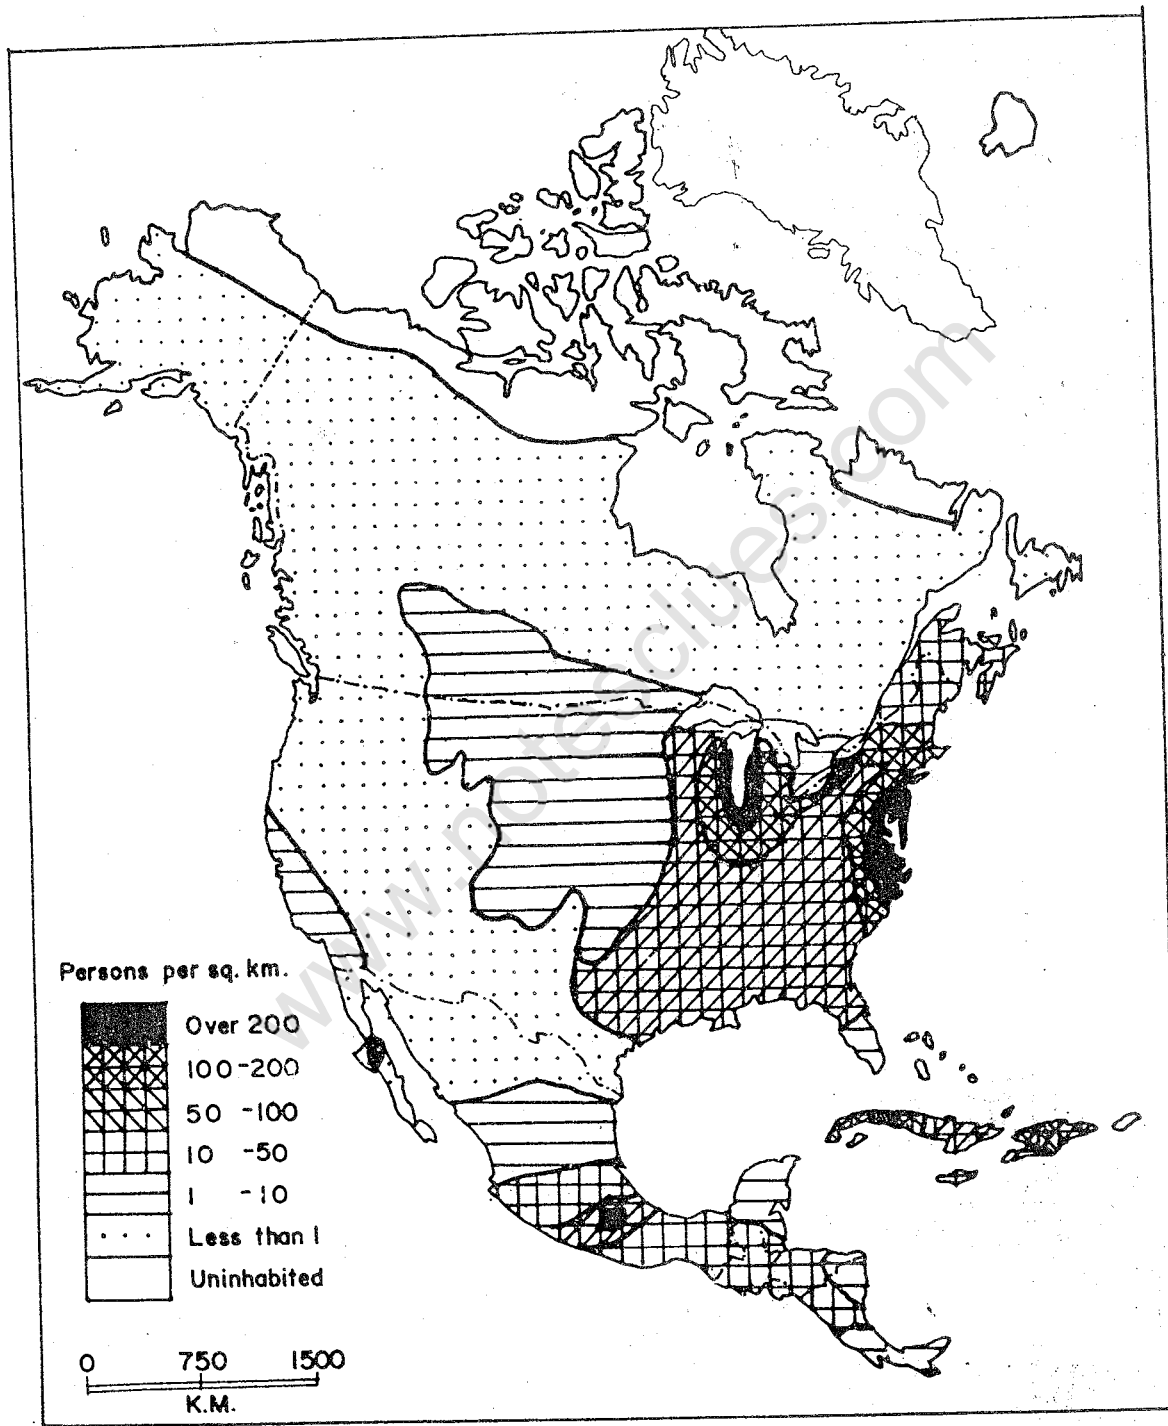 www.notesclues.com
Persons per sq. km.
Over 200
100-200
50 -100
10 -50
1 -10
Less than 1
Uninhabited
0 750 1500
K.M.